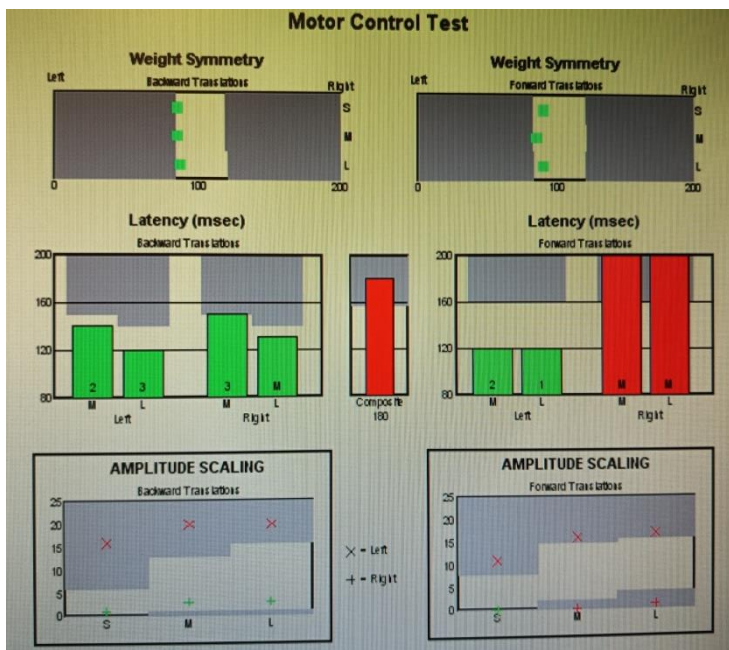 Motor Control Test
Weight Symmetry
Left Backward Translations Right
S
M
L
0 100 200
Weight Symmetry
Left Forward Translations Right
S
M
L
0 100 200
Latency (msec)
Backward Translations
200
160
120
80
2 3 3 M
M L M L
Left Right
Composite
180
Latency (msec)
Forward Translations
200
160
120
80
2 1 M M
M L M L
Left Right
AMPLITUDE SCALING
Backward Translations
25
20
15
10
5
0
S M L
X - Left
+ - Right
AMPLITUDE SCALING
Forward Translations
25
20
15
10
5
0
S M L